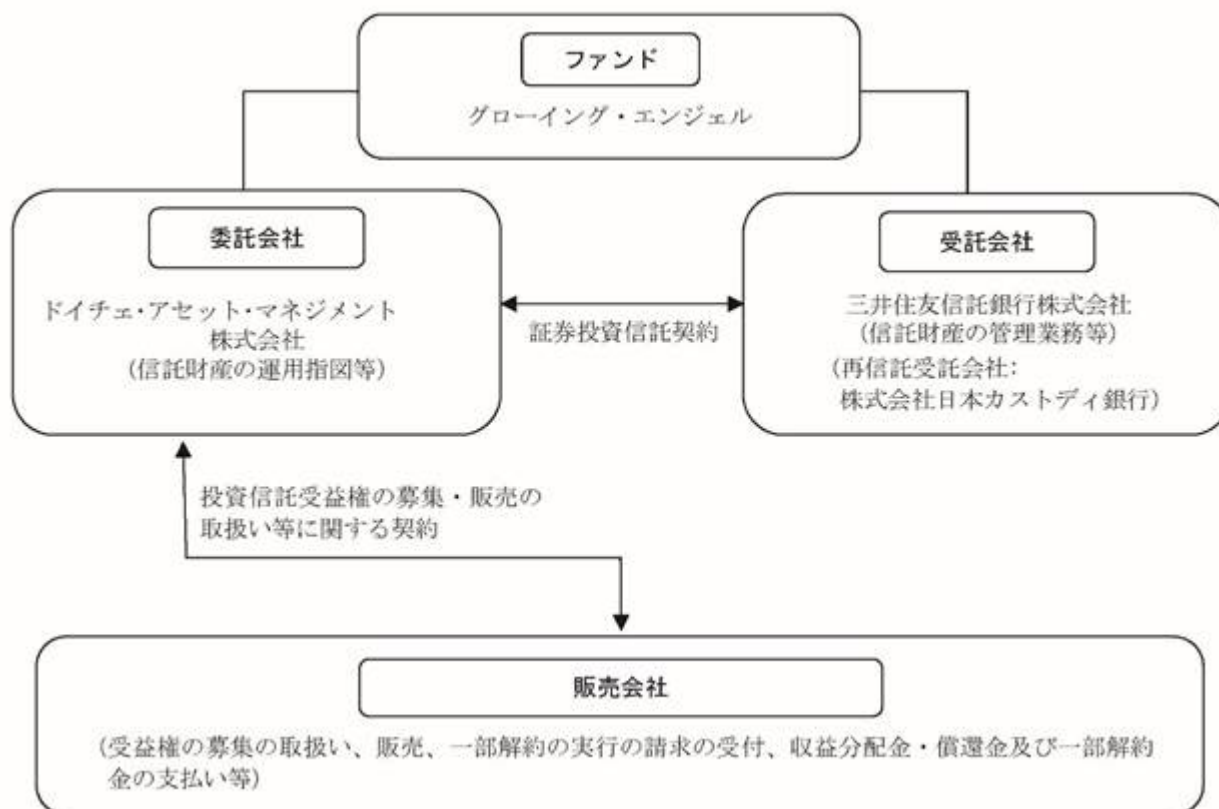 ファンド
グローイング・エンジェル
委託会社
ドイチェ・アセット・マネジメント
株式会社
(信託財産の運用指図等)
証券投資信託契約
受託会社
三井住友信託銀行株式会社
(信託財産の管理業務等)
(再信託受託会社:
株式会社日本カストディ銀行)
投資信託受益権の募集・販売の
取扱い等に関する契約
販売会社
(受益権の募集の取扱い、販売、一部解約の実行の請求の受付、収益分配金・償還金及び一部解約
金の支払い等)